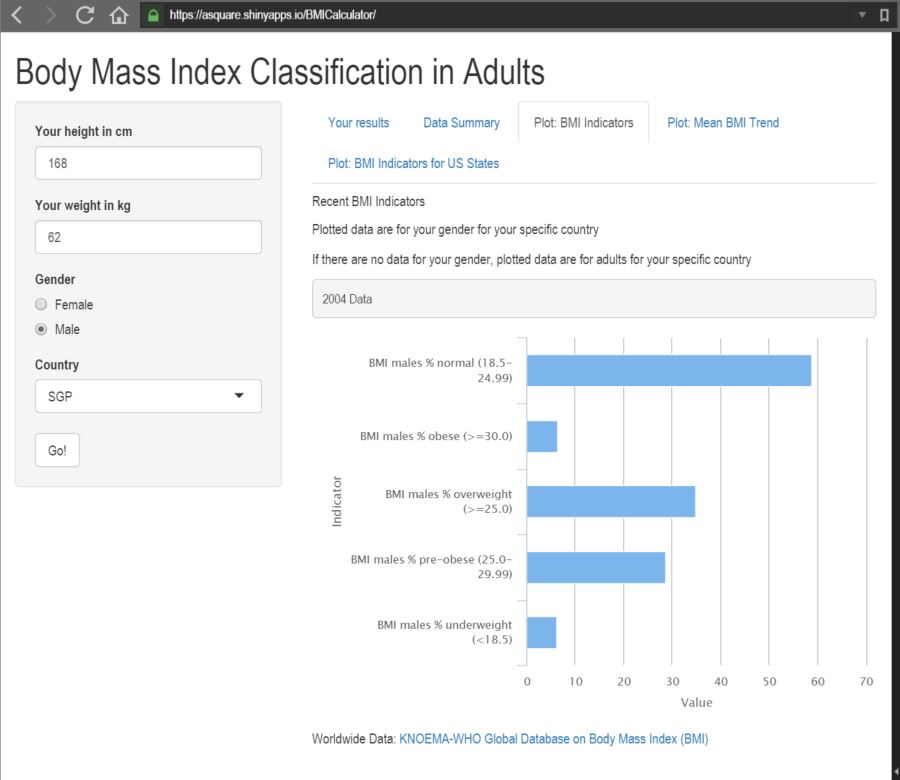 https://asquare.shinyapps.io/BMICalculator/
Body Mass Index Classification in Adults
Your height in cm
168
Your weight in kg
62
Gender
Female
Male
Country
SGP
Go!
Your results
Data Summary
Plot: BMI Indicators
Plot: Mean BMI Trend
Plot: BMI Indicators for US States
Recent BMI Indicators
Plotted data are for your gender for your specific country
If there are no data for your gender, plotted data are for adults for your specific country
2004 Data
Indicator
BMI males % normal (18.5-
24.99)
BMI males % obese (>=30.0)
BMI males % overweight
(>=25.0)
BMI males % pre-obese (25.0-
29.99)
BMI males % underweight
(<18.5)
0 10 20 30 40 50 60 70
Value
Worldwide Data: KNOEMA-WHO Global Database on Body Mass Index (BMI)